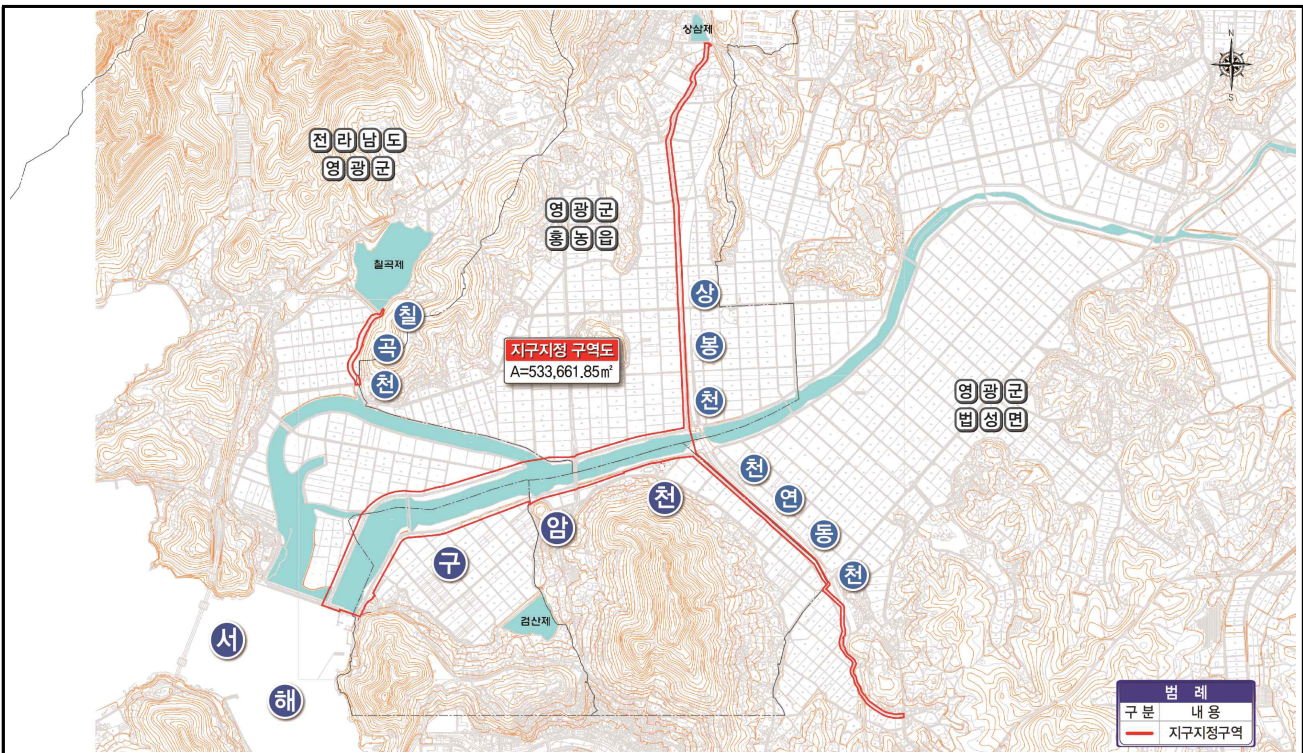 상삼제
N
S
전라남도
영광군
영광군
홍농읍
칠곡제
칠곡천
상봉천
지구지정 구역도
A=533,661.85㎡
영광군
법성면
천연동천
구암천
검산제
서해
범 례
구 분 내 용
지구지정구역